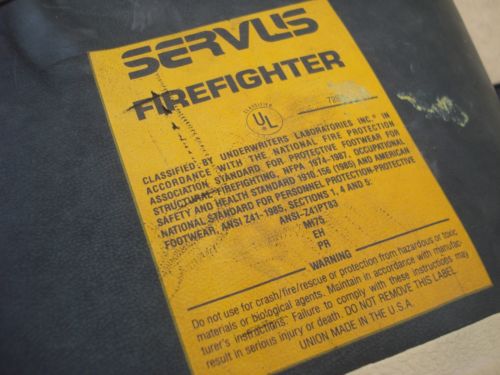 SERVUS
FIREFIGHTER
CLASSIFIED
UL
CLASSIFIED BY UNDERWRITERS LABORATORIES INC.® IN
ACCORDANCE WITH THE NATIONAL FIRE PROTECTION
ASSOCIATION STANDARD FOR PROTECTIVE FOOTWEAR FOR
STRUCTURAL FIREFIGHTING, NFPA 1974-1987, OCCUPATIONAL
SAFETY AND HEALTH STANDARD 1910.156 (1985) AND AMERICAN
NATIONAL STANDARD FOR PERSONNEL PROTECTION-PROTECTIVE
FOOTWEAR, ANSI Z41-1985, SECTIONS 1, 4 AND 5:
ANSI-Z41PT83
M/75
EH
PR
WARNING
Do not use for crash/fire/rescue or protection from hazardous or toxic
materials or biological agents. Maintain in accordance with manufac-
turer's instructions. Failure to comply with these instructions may
result in serious injury or death. DO NOT REMOVE THIS LABEL
UNION MADE IN THE U.S.A.